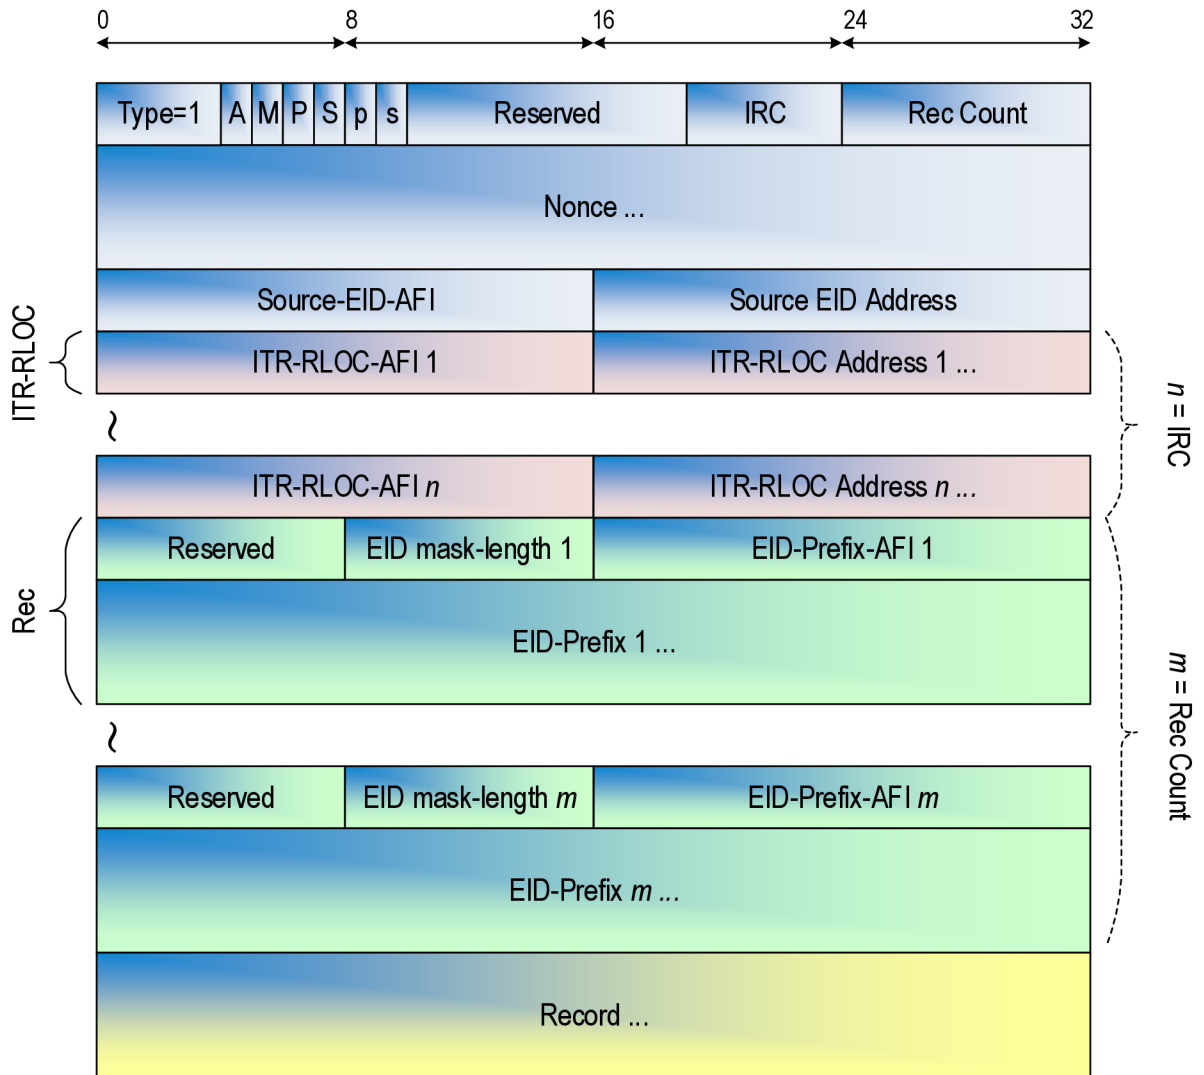 0 8 16 24 32
Type=1 A M P S p s Reserved IRC Rec Count
Nonce ...
Source-EID-AFI Source EID Address
ITR-RLOC
ITR-RLOC-AFI 1 ITR-RLOC Address 1 ...
n = IRC
~
ITR-RLOC-AFI n ITR-RLOC Address n ...
Reserved EID mask-length 1 EID-Prefix-AFI 1
Rec
EID-Prefix 1 ...
m = Rec Count
~
Reserved EID mask-length m EID-Prefix-AFI m
EID-Prefix m ...
Record ...